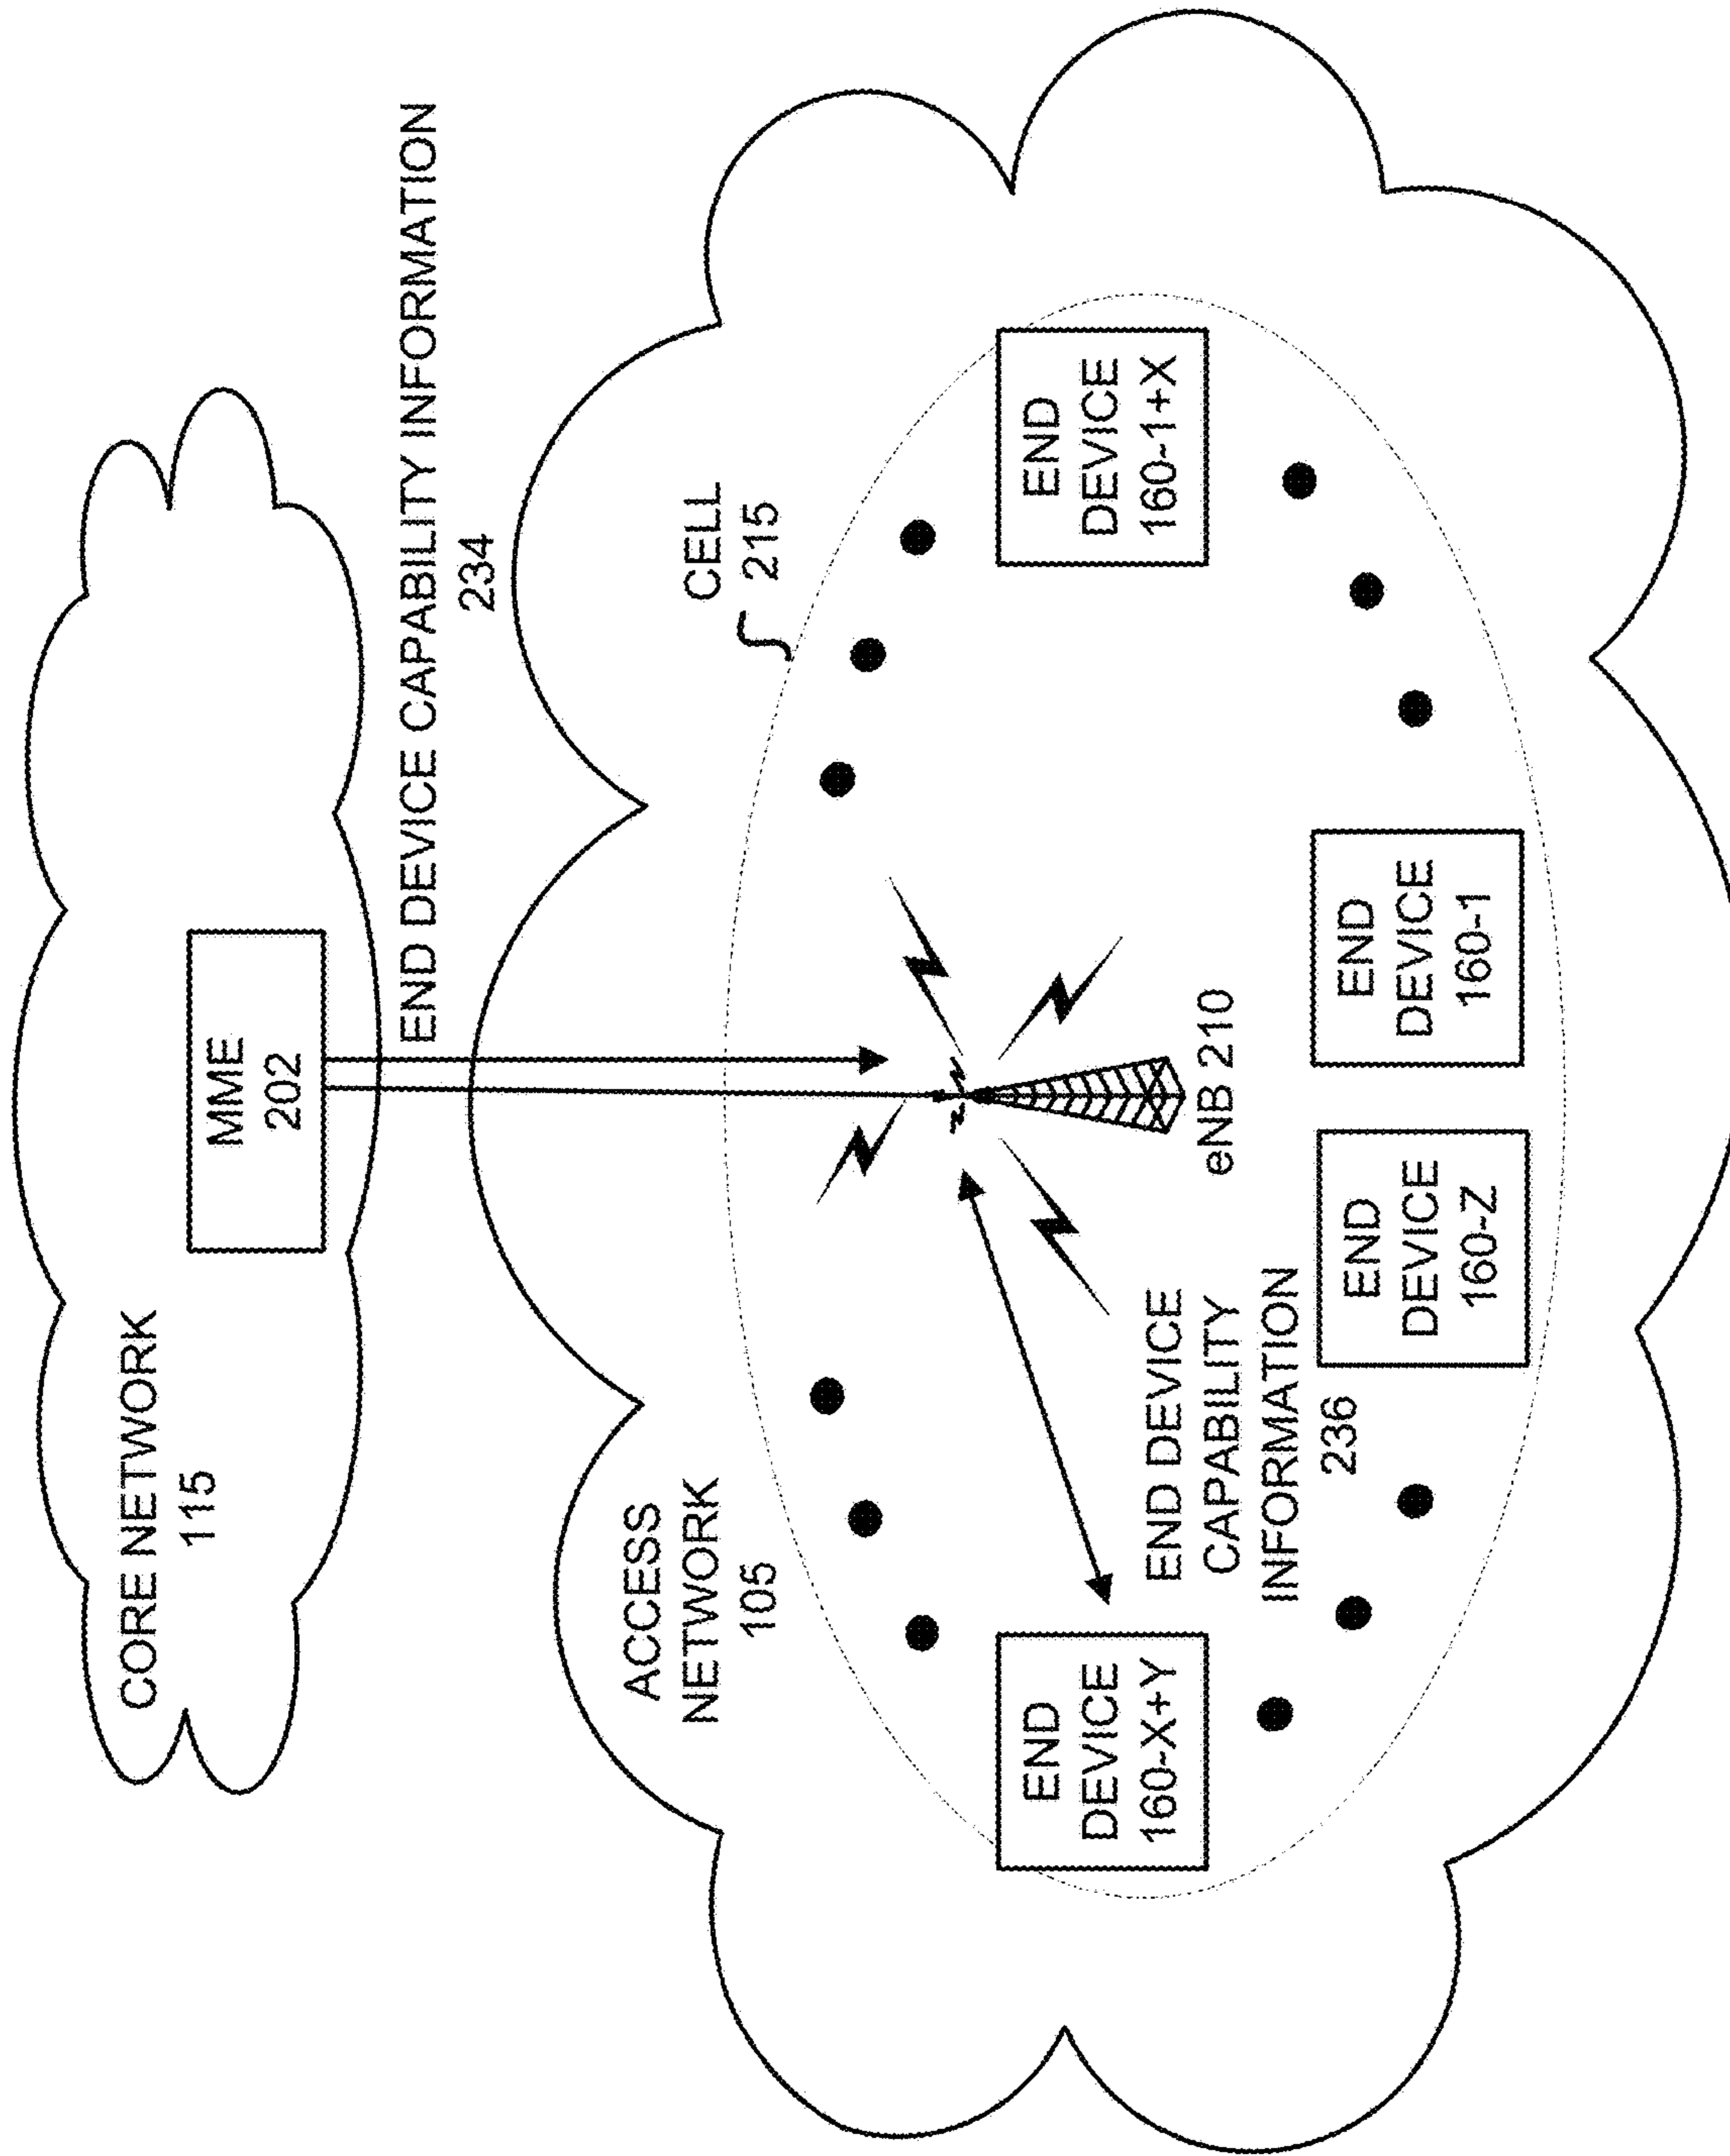 CORE NETWORK
115
MME
202
END DEVICE CAPABILITY INFORMATION
234
ACCESS
NETWORK
105
CELL
215
END
DEVICE
160-X+Y
END DEVICE
CAPABILITY
INFORMATION
236
eNB 210
END
DEVICE
160-1+X
END
DEVICE
160-Z
END
DEVICE
160-1